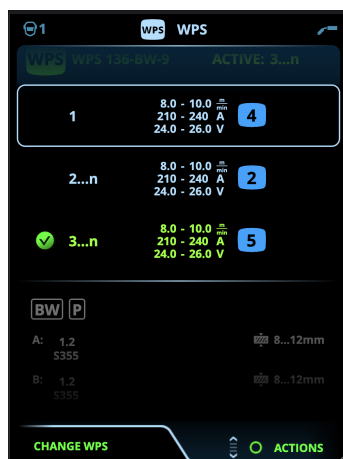 1 WPS WPS
WPS WPS 136-BW-9 ACTIVE: 3...n
1 8.0 - 10.0 m/min 4
210 - 240 A
24.0 - 26.0 V
2...n 8.0 - 10.0 m/min 2
210 - 240 A
24.0 - 26.0 V
3...n 8.0 - 10.0 m/min 5
210 - 240 A
24.0 - 26.0 V
BW P
A: 1.2 8...12mm
S355
B: 1.2 8...12mm
S355
CHANGE WPS ACTIONS